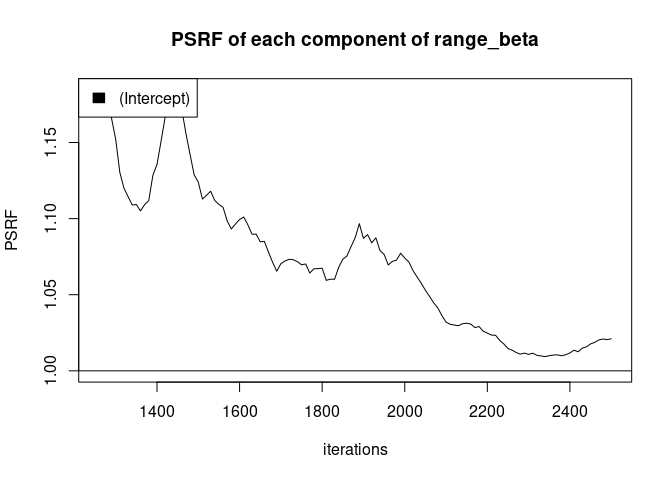 PSRF of each component of range_beta
(Intercept)
PSRF
1.15
1.10
1.05
1.00
1400 1600 1800 2000 2200 2400
iterations